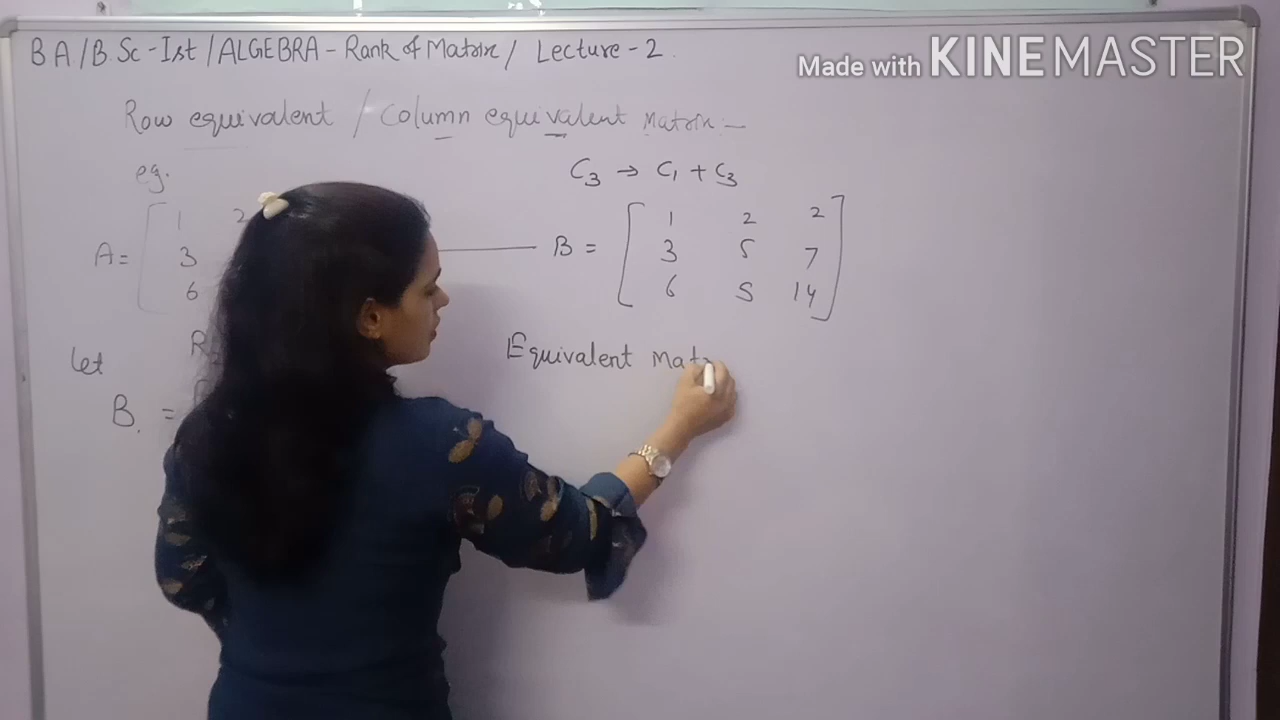 B A / B. Sc - Ist / ALGEBRA - Rank of Matrix / Lecture - 2.
Made with KINEMASTER
Row equivalent / Column equivalent Matrix :-
eg.
C3 → C1 + C3
A = [ 1 2
3
6
B = [ 1 2 2 ]
3 5 7
6 5 14
Let
Equivalent Mat
B. =